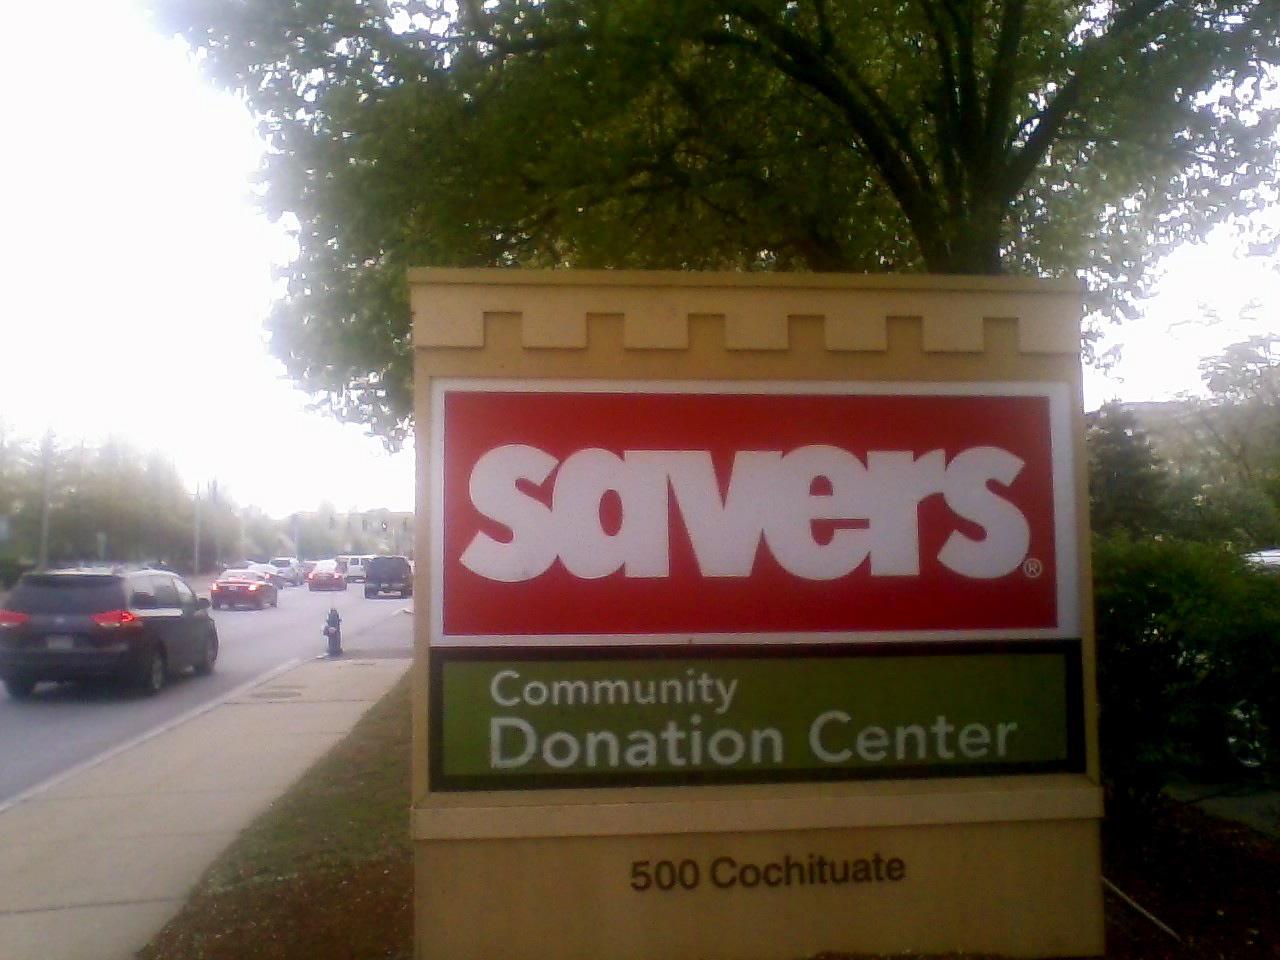 savers®
Community
Donation Center
500 Cochituate